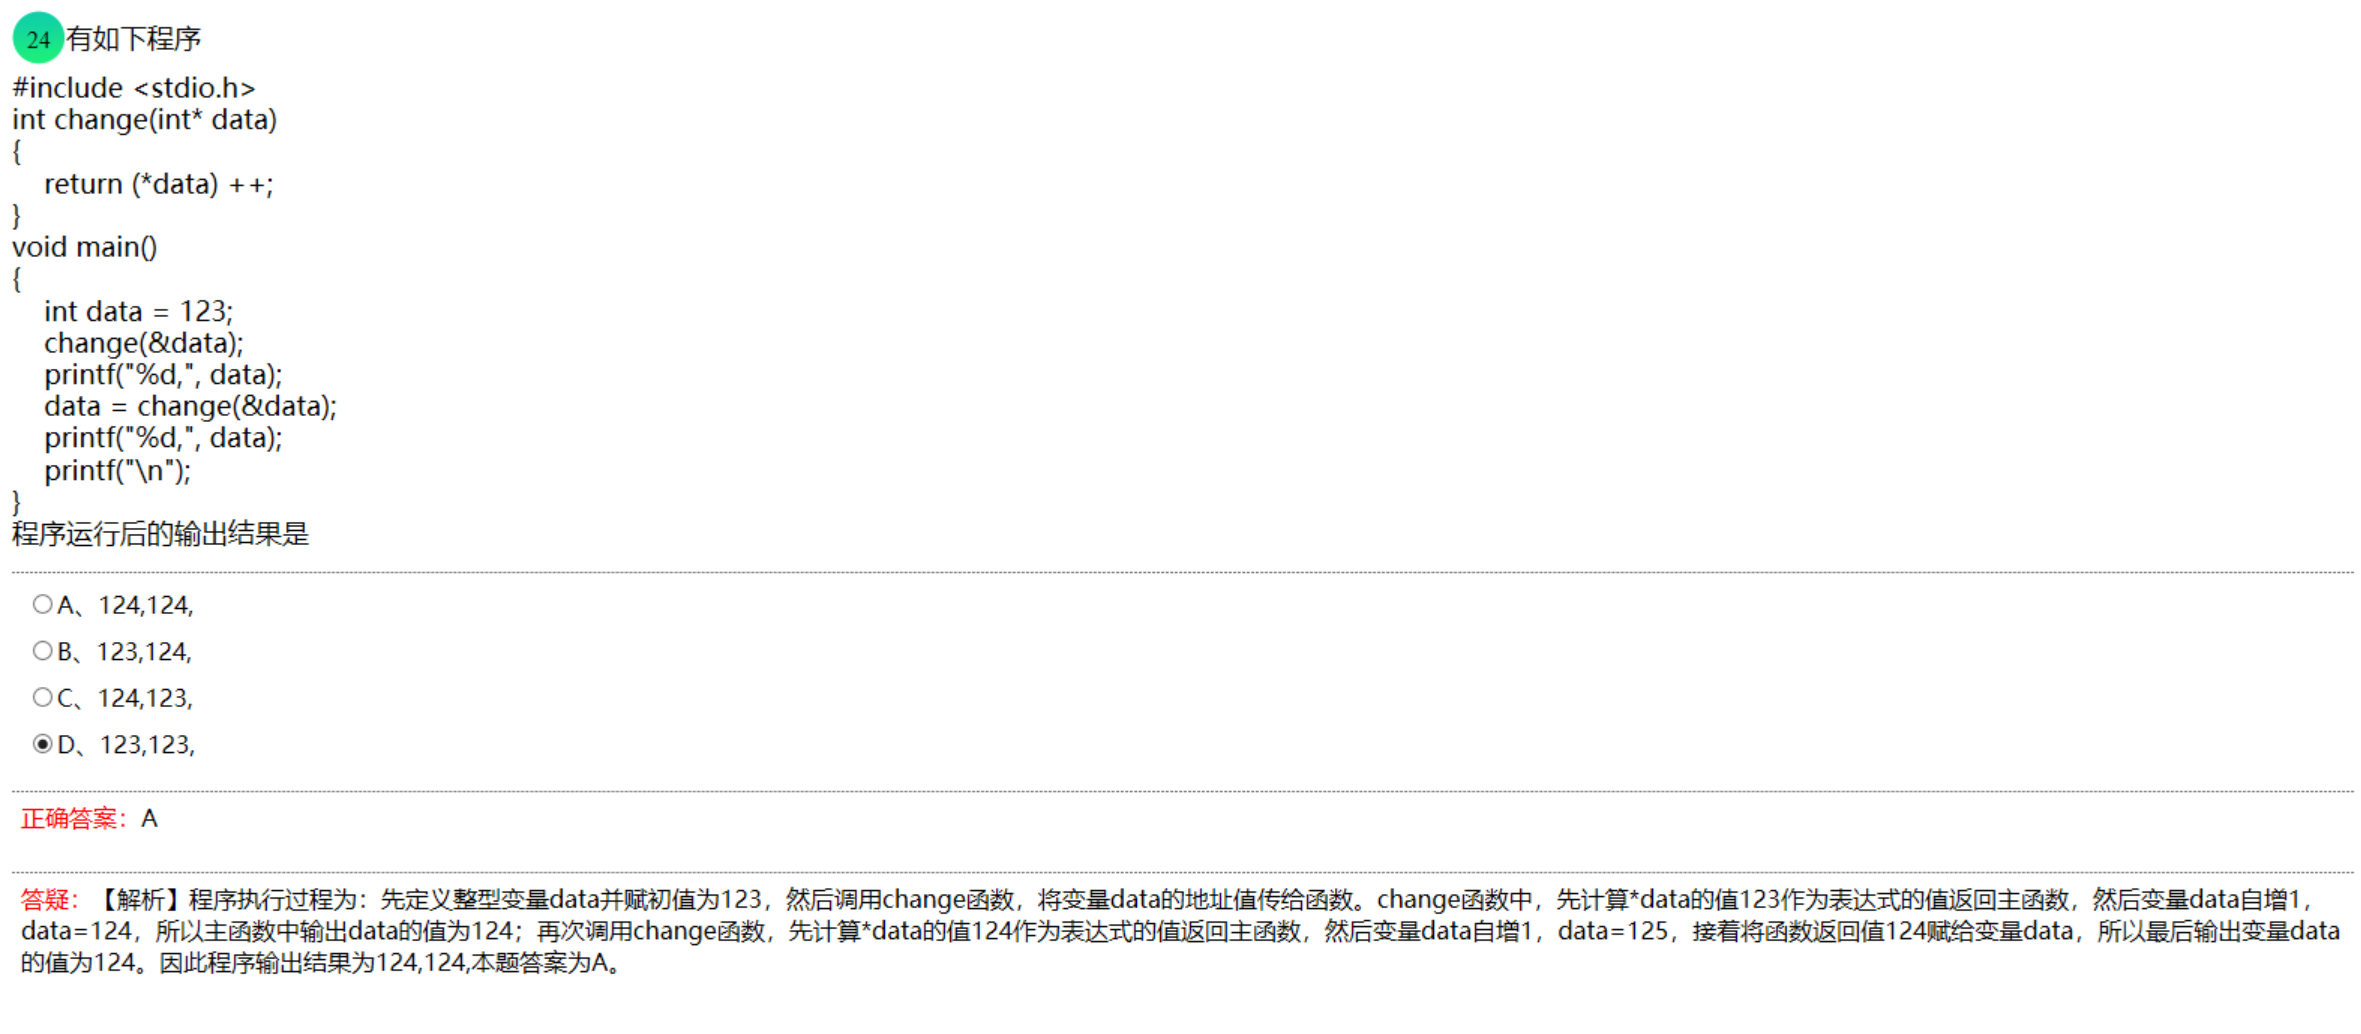 24 有如下程序
#include <stdio.h>
int change(int* data)
{
    return (*data) ++;
}
void main()
{
    int data = 123;
    change(&data);
    printf("%d,", data);
    data = change(&data);
    printf("%d,", data);
    printf("\n");
}
程序运行后的输出结果是
A、124,124,
B、123,124,
C、124,123,
D、123,123,
正确答案：A
答疑：【解析】程序执行过程为：先定义整型变量data并赋初值为123，然后调用change函数，将变量data的地址值传给函数。change函数中，先计算*data的值123作为表达式的值返回主函数，然后变量data自增1，
data=124，所以主函数中输出data的值为124；再次调用change函数，先计算*data的值124作为表达式的值返回主函数，然后变量data自增1，data=125，接着将函数返回值124赋给变量data，所以最后输出变量data
的值为124。因此程序输出结果为124,124,本题答案为A。